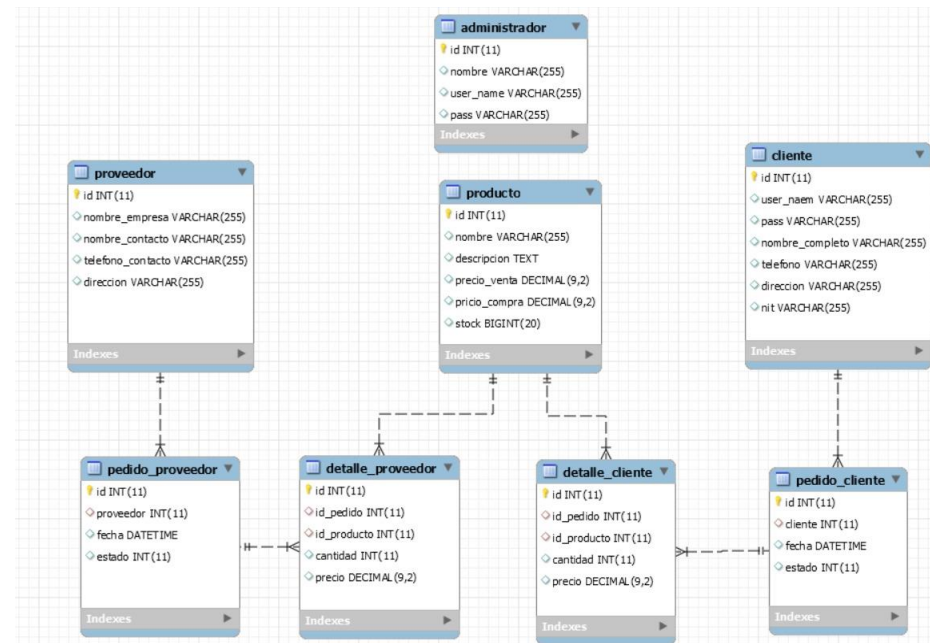 administrador
id INT(11)
nombre VARCHAR(255)
user_name VARCHAR(255)
pass VARCHAR(255)
Indexes
proveedor
id INT(11)
nombre_empresa VARCHAR(255)
nombre_contacto VARCHAR(255)
telefono_contacto VARCHAR(255)
direccion VARCHAR(255)
Indexes
producto
id INT(11)
nombre VARCHAR(255)
descripcion TEXT
precio_venta DECIMAL(9,2)
pricio_compra DECIMAL(9,2)
stock BIGINT(20)
Indexes
cliente
id INT(11)
user_naem VARCHAR(255)
pass VARCHAR(255)
nombre_completo VARCHAR(255)
telefono VARCHAR(255)
direccion VARCHAR(255)
nit VARCHAR(255)
Indexes
pedido_proveedor
id INT(11)
proveedor INT(11)
fecha DATETIME
estado INT(11)
Indexes
detalle_proveedor
id INT(11)
id_pedido INT(11)
id_producto INT(11)
cantidad INT(11)
precio DECIMAL(9,2)
Indexes
detalle_cliente
id INT(11)
id_pedido INT(11)
id_producto INT(11)
cantidad INT(11)
precio DECIMAL(9,2)
Indexes
pedido_cliente
id INT(11)
cliente INT(11)
fecha DATETIME
estado INT(11)
Indexes